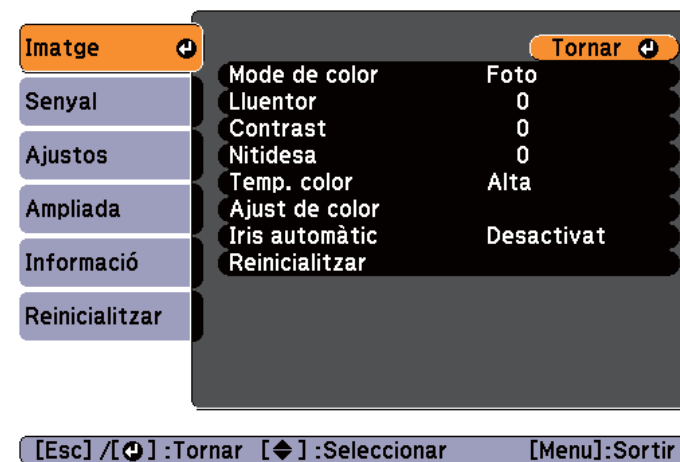 Imatge
Tornar
Mode de color Foto
Lluentor 0
Contrast 0
Nitidesa 0
Temp. color Alta
Ajust de color
Iris automàtic Desactivat
Reinicialitzar
Senyal
Ajustos
Ampliada
Informació
Reinicialitzar
[Esc] /[⏎] :Tornar [◆] :Seleccionar [Menu]:Sortir